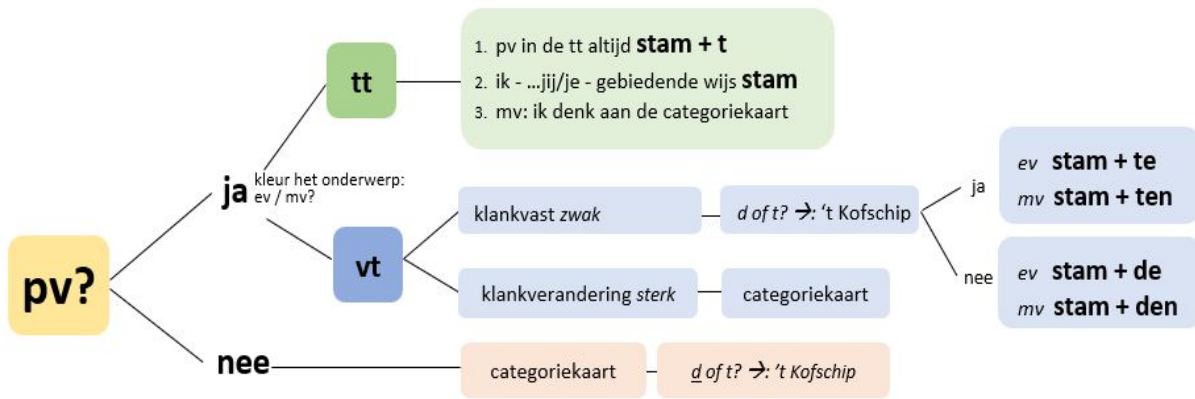 pv?
ja
kleur het onderwerp:
ev / mv?
tt
1. pv in de tt altijd stam + t
2. ik - ...jij/je - gebiedende wijs stam
3. mv: ik denk aan de categoriekaart
vt
klankvast zwak
d of t? →: ‘t Kofschip
ja
ev stam + te
mv stam + ten
nee
ev stam + de
mv stam + den
klankverandering sterk
categoriekaart
nee
categoriekaart
d of t? →: ‘t Kofschip